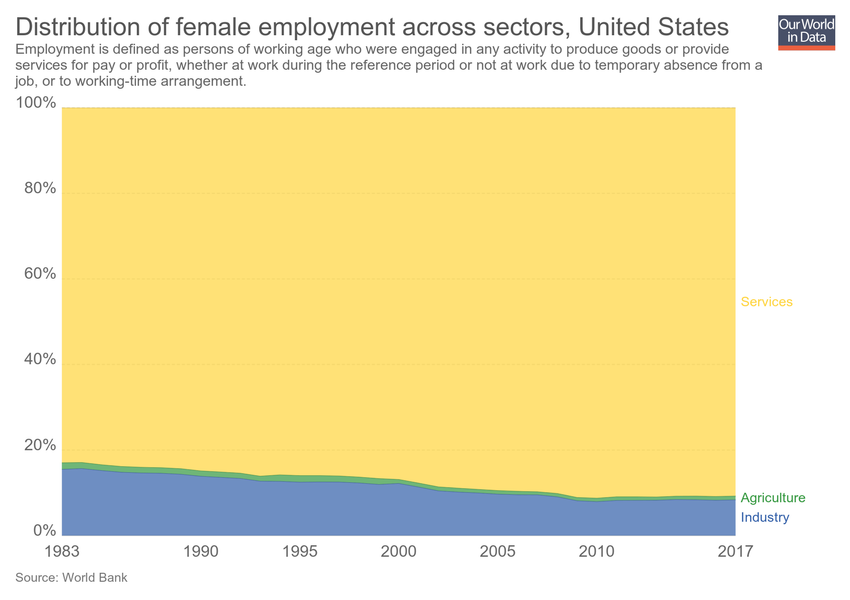 Distribution of female employment across sectors, United States
Our World
in Data
Employment is defined as persons of working age who were engaged in any activity to produce goods or provide
services for pay or profit, whether at work during the reference period or not at work due to temporary absence from a
job, or to working-time arrangement.
100%
80%
60%
40%
20%
0%
Services
Agriculture
Industry
1983
1990
1995
2000
2005
2010
2017
Source: World Bank